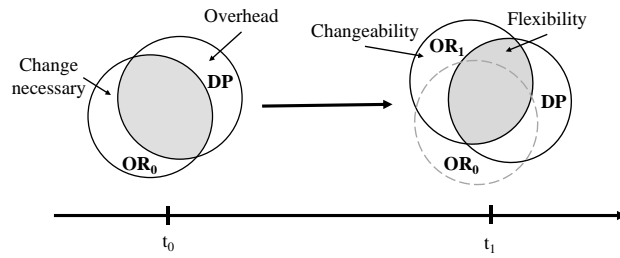 Overhead
Change
necessary
DP
OR₀
Changeability
Flexibility
OR₁
DP
OR₀
t₀
t₁